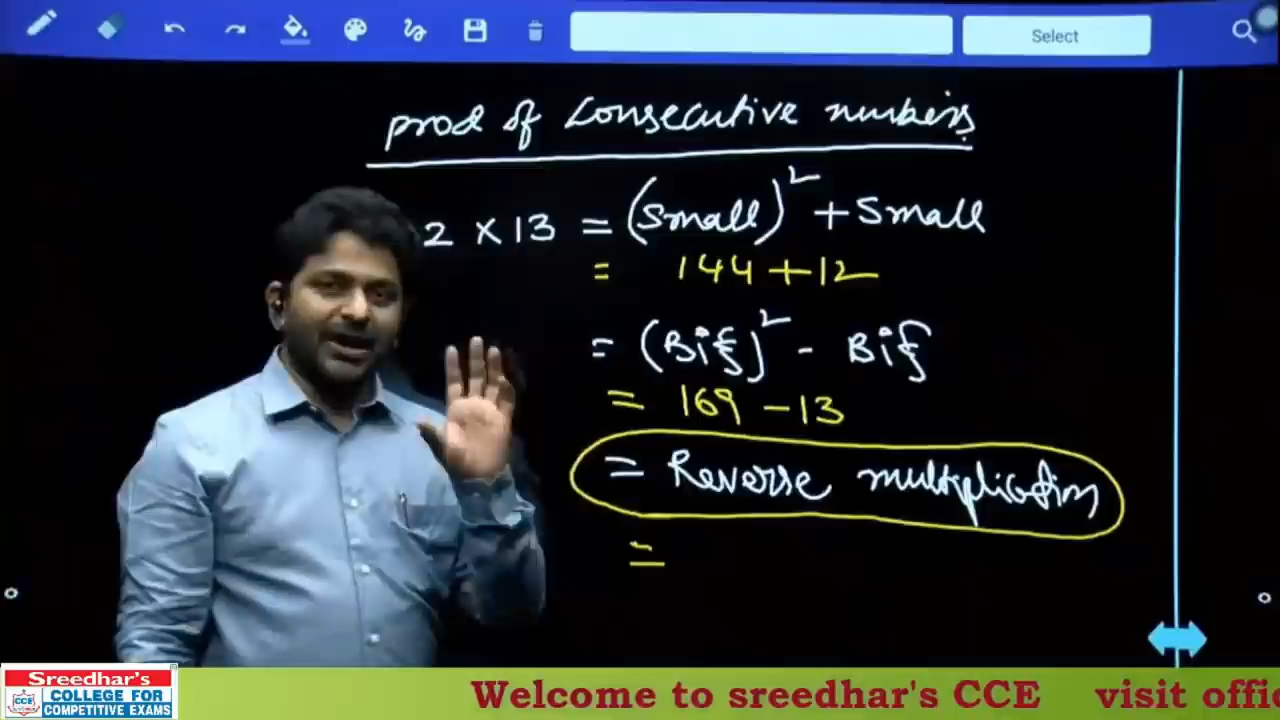 Select
prod of Consecutive numbers
2 × 13 = (Small)² + Small
= 144 + 12
= (Big)² - Big
= 169 - 13
= Reverse multiplication
=
Sreedhar's
CCE
COLLEGE FOR
COMPETITIVE EXAMS
Welcome to sreedhar's CCE visit offic